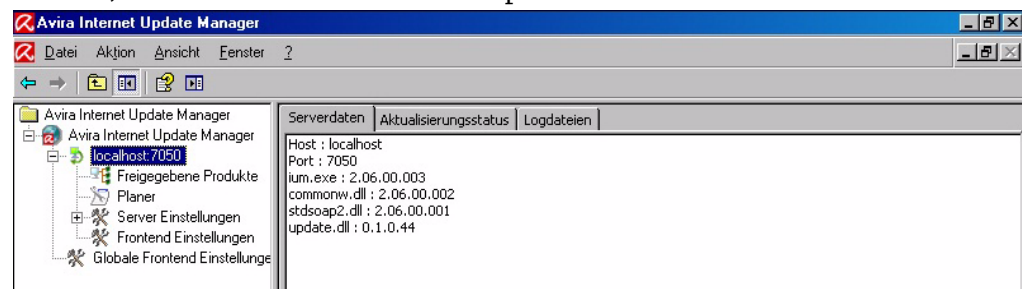 Avira Internet Update Manager
Datei Aktion Ansicht Fenster ?
Avira Internet Update Manager
Avira Internet Update Manager
localhost:7050
Freigegebene Produkte
Planer
Server Einstellungen
Frontend Einstellungen
Globale Frontend Einstellunge
Serverdaten Aktualisierungsstatus Logdateien
Host : localhost
Port : 7050
ium.exe : 2.06.00.003
commonw.dll : 2.06.00.002
stdsoap2.dll : 2.06.00.001
update.dll : 0.1.0.44